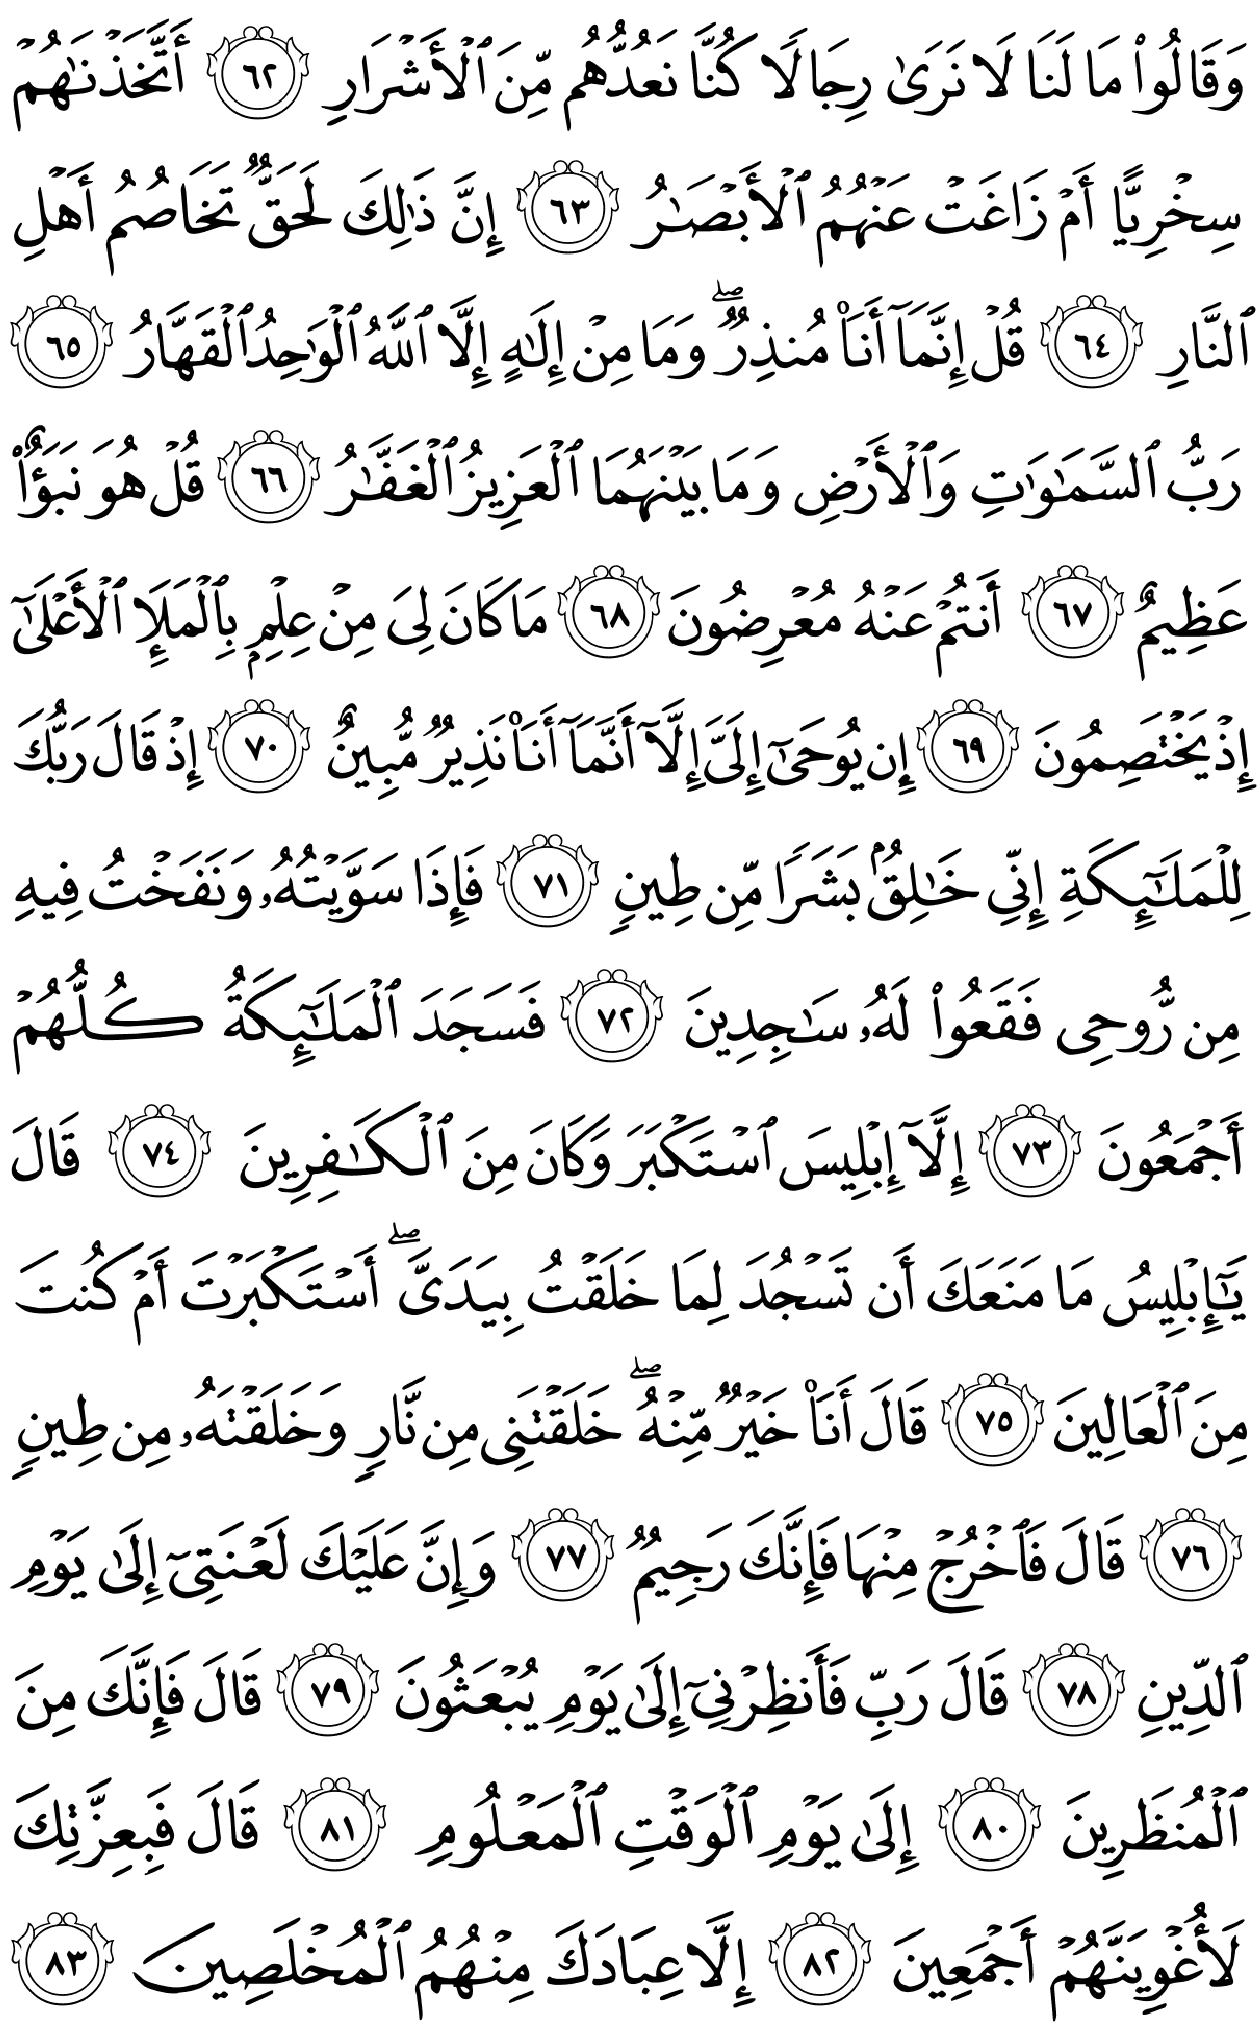 وَقَالُوا۟ مَا لَنَا لَا نَرَىٰ رِجَالًا كُنَّا نَعُدُّهُم مِّنَ ٱلْأَشْرَارِ ٦٢ أَتَّخَذْنَٰهُمْ
سِخْرِيًّا أَمْ زَاغَتْ عَنْهُمُ ٱلْأَبْصَٰرُ ٦٣ إِنَّ ذَٰلِكَ لَحَقٌّ تَخَاصُمُ أَهْلِ
ٱلنَّارِ ٦٤ قُلْ إِنَّمَآ أَنَا۠ مُنذِرٌ ۖ وَمَا مِنْ إِلَٰهٍ إِلَّا ٱللَّهُ ٱلْوَٰحِدُ ٱلْقَهَّارُ ٦٥
رَبُّ ٱلسَّمَٰوَٰتِ وَٱلْأَرْضِ وَمَا بَيْنَهُمَا ٱلْعَزِيزُ ٱلْغَفَّٰرُ ٦٦ قُلْ هُوَ نَبَؤٌا۟
عَظِيمٌ ٦٧ أَنتُمْ عَنْهُ مُعْرِضُونَ ٦٨ مَا كَانَ لِىَ مِنْ عِلْمٍۭ بِٱلْمَلَإِ ٱلْأَعْلَىٰٓ
إِذْ يَخْتَصِمُونَ ٦٩ إِن يُوحَىٰٓ إِلَىَّ إِلَّآ أَنَّمَآ أَنَا۠ نَذِيرٌ مُّبِينٌ ٧٠ إِذْ قَالَ رَبُّكَ
لِلْمَلَٰٓئِكَةِ إِنِّى خَٰلِقٌۢ بَشَرًا مِّن طِينٍ ٧١ فَإِذَا سَوَّيْتُهُۥ وَنَفَخْتُ فِيهِ
مِن رُّوحِى فَقَعُوا۟ لَهُۥ سَٰجِدِينَ ٧٢ فَسَجَدَ ٱلْمَلَٰٓئِكَةُ كُلُّهُمْ
أَجْمَعُونَ ٧٣ إِلَّآ إِبْلِيسَ ٱسْتَكْبَرَ وَكَانَ مِنَ ٱلْكَٰفِرِينَ ٧٤ قَالَ
يَٰٓإِبْلِيسُ مَا مَنَعَكَ أَن تَسْجُدَ لِمَا خَلَقْتُ بِيَدَىَّ ۖ أَسْتَكْبَرْتَ أَمْ كُنتَ
مِنَ ٱلْعَالِينَ ٧٥ قَالَ أَنَا۠ خَيْرٌ مِّنْهُ ۖ خَلَقْتَنِى مِن نَّارٍ وَخَلَقْتَهُۥ مِن طِينٍ
٧٦ قَالَ فَٱخْرُجْ مِنْهَا فَإِنَّكَ رَجِيمٌ ٧٧ وَإِنَّ عَلَيْكَ لَعْنَتِىٓ إِلَىٰ يَوْمِ
ٱلدِّينِ ٧٨ قَالَ رَبِّ فَأَنظِرْنِىٓ إِلَىٰ يَوْمِ يُبْعَثُونَ ٧٩ قَالَ فَإِنَّكَ مِنَ
ٱلْمُنظَرِينَ ٨٠ إِلَىٰ يَوْمِ ٱلْوَقْتِ ٱلْمَعْلُومِ ٨١ قَالَ فَبِعِزَّتِكَ
لَأُغْوِيَنَّهُمْ أَجْمَعِينَ ٨٢ إِلَّا عِبَادَكَ مِنْهُمُ ٱلْمُخْلَصِينَ ٨٣